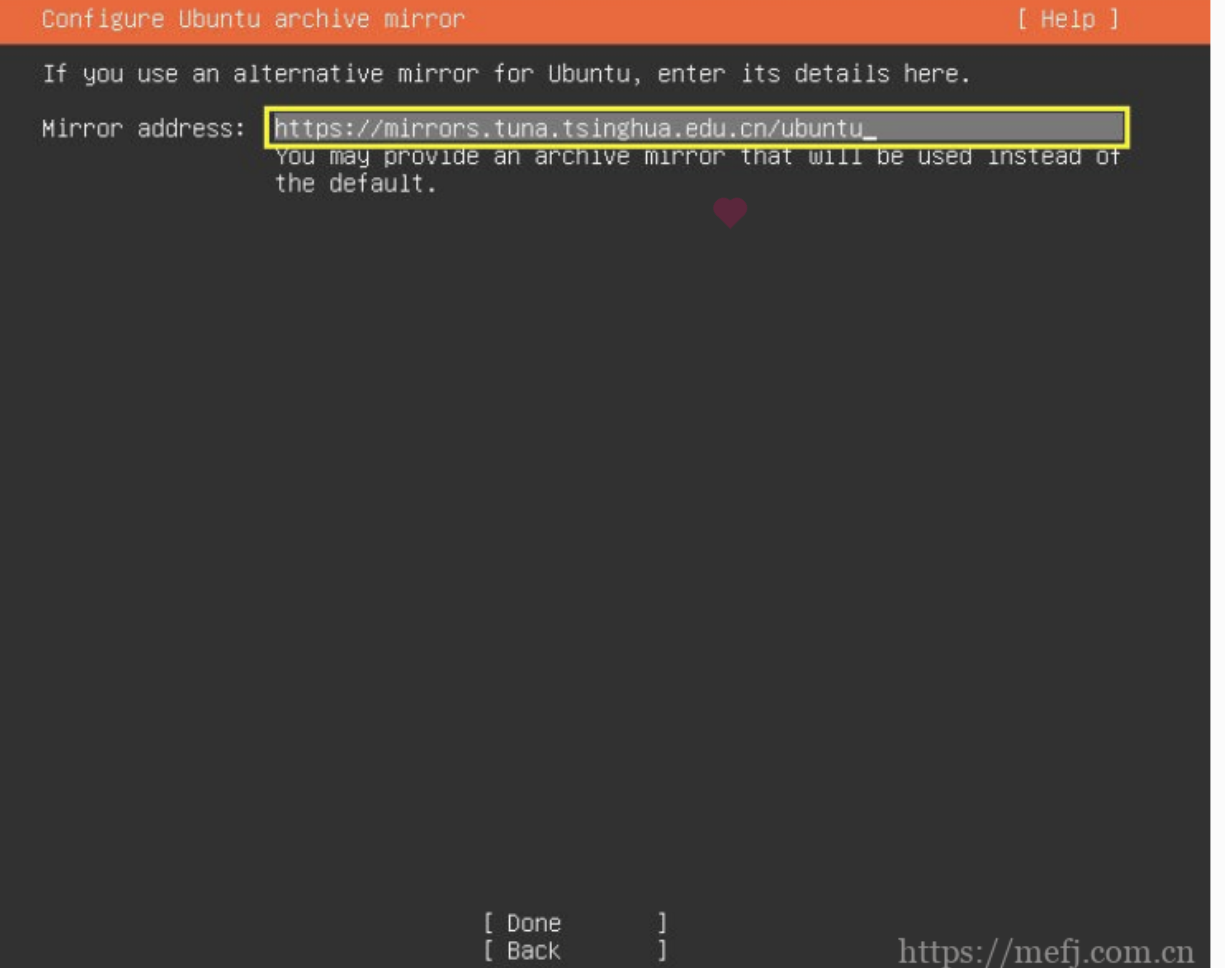 Configure Ubuntu archive mirror [ Help ]
If you use an alternative mirror for Ubuntu, enter its details here.
Mirror address: https://mirrors.tuna.tsinghua.edu.cn/ubuntu_
You may provide an archive mirror that will be used instead of
the default.
[ Done ]
[ Back ]
https://mefj.com.cn